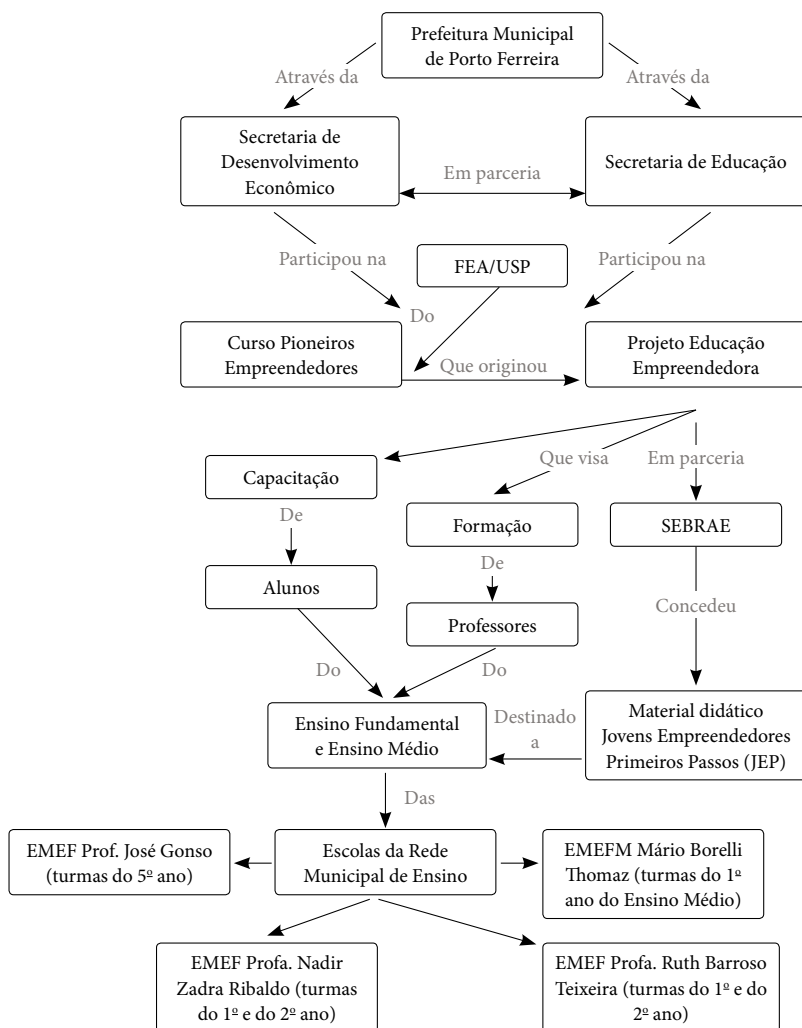 Prefeitura Municipal
de Porto Ferreira
Através da
Através da
Secretaria de
Desenvolvimento
Econômico
Em parceria
Secretaria de Educação
Participou na
FEA/USP
Participou na
Do
Curso Pioneiros
Empreendedores
Que originou
Projeto Educação
Empreendedora
Capacitação
Que visa
Em parceria
De
Formação
SEBRAE
Alunos
De
Professores
Concedeu
Do
Do
Ensino Fundamental
e Ensino Médio
Destinado
a
Material didático
Jovens Empreendedores
Primeiros Passos (JEP)
Das
EMEF Prof. José Gonso
(turmas do 5º ano)
Escolas da Rede
Municipal de Ensino
EMEFM Mário Borelli
Thomaz (turmas do 1º
ano do Ensino Médio)
EMEF Profa. Nadir
Zadra Ribaldo (turmas
do 1º e do 2º ano)
EMEF Profa. Ruth Barroso
Teixeira (turmas do 1º e do
2º ano)